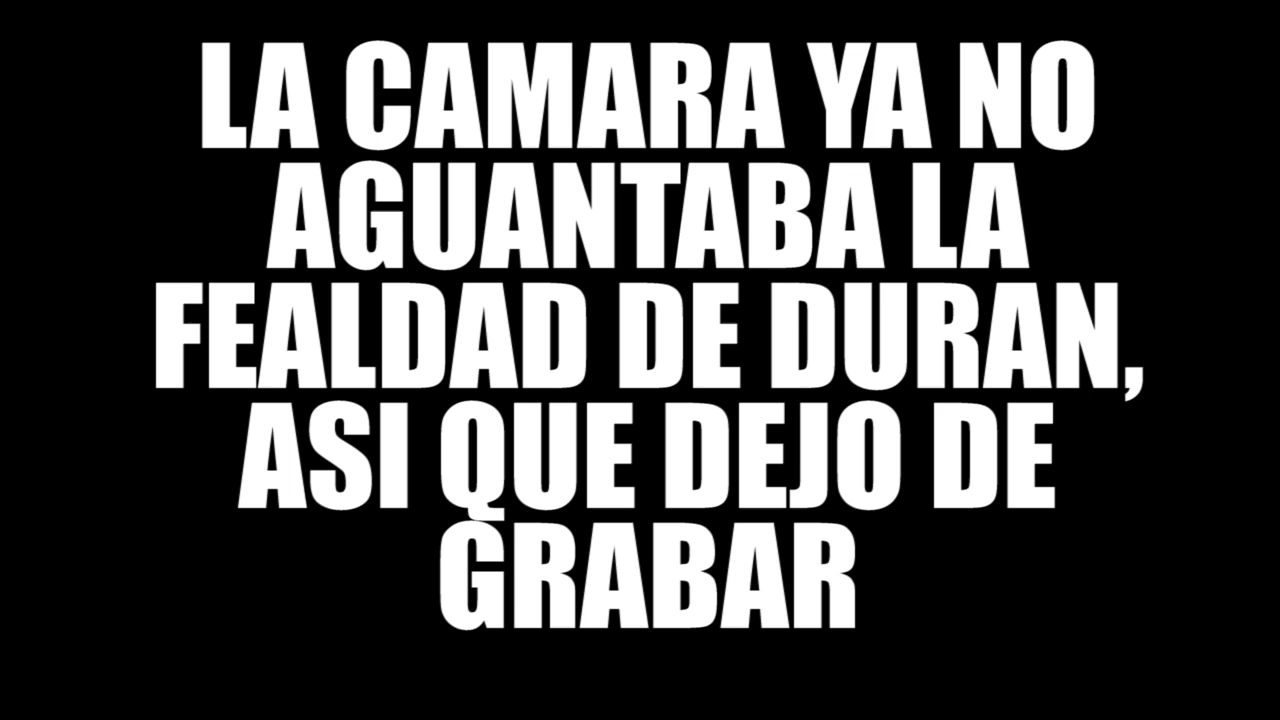 LA CAMARA YA NO
AGUANTABA LA
FEALDAD DE DURAN,
ASI QUE DEJO DE
GRABAR